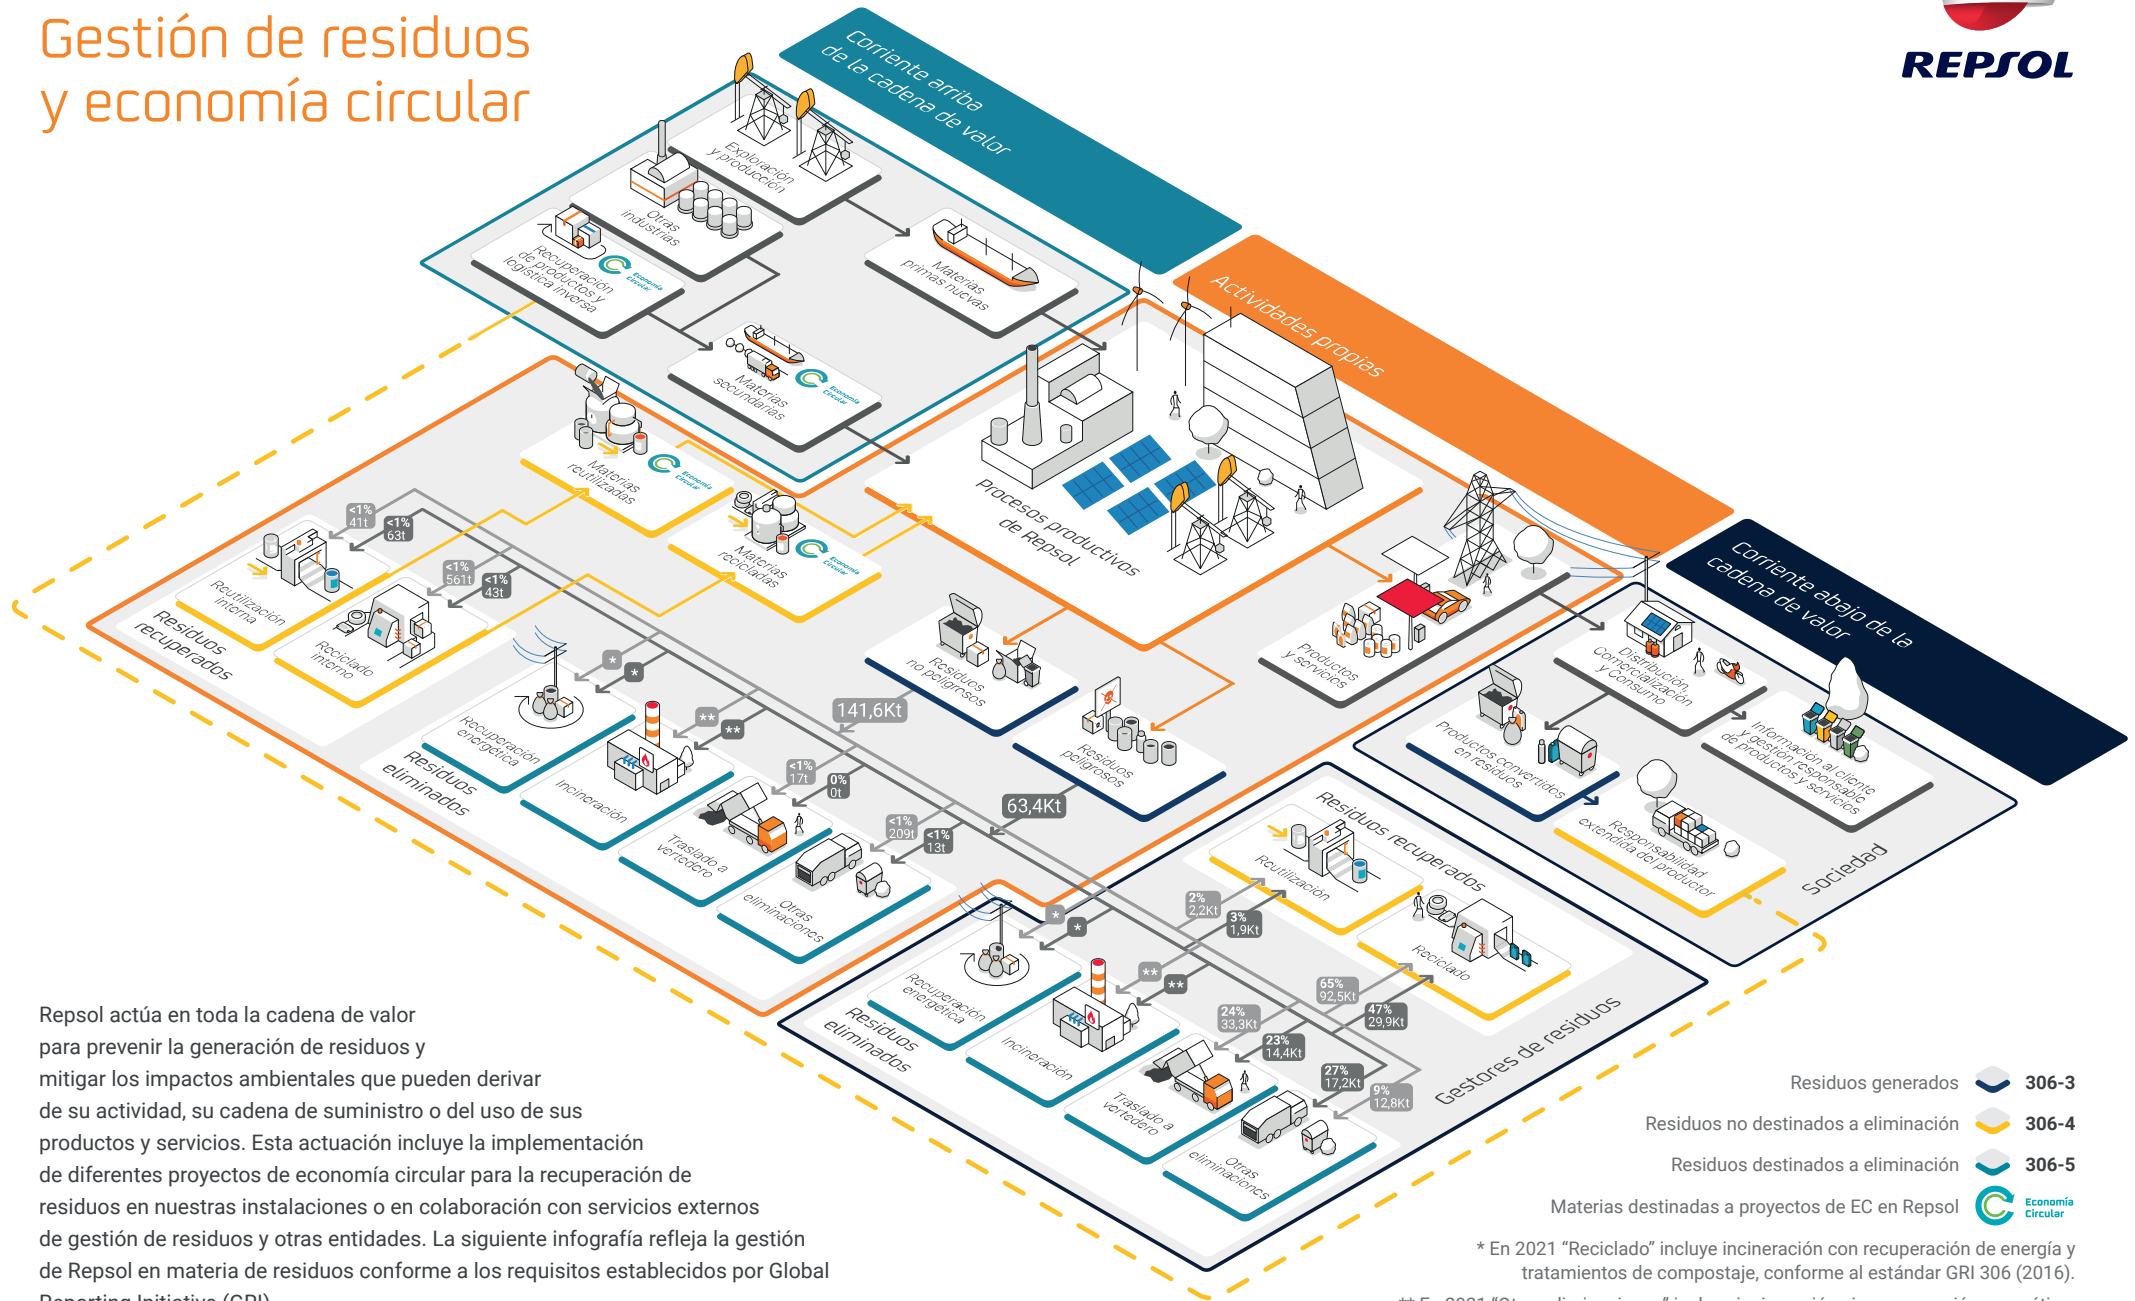 Gestión de residuos
y economía circular
REPSOL
Corriente arriba
de la cadena de valor
Exploración
y producción
Otras
industrias
Recuperación
de productos y
logística inversa
Economía
Circular
Materias
primas nuevas
Materias
secundarias
Economía
Circular
Actividades propias
Materias
reutilizadas
Economía
Circular
Materias
recicladas
Economía
Circular
Procesos productivos
de Repsol
<1%
41t
<1%
63t
<1%
561t
<1%
43t
Reutilización
interna
Reciclado
interno
Residuos
recuperados
*
*
**
**
<1%
17t
0%
0t
<1%
209t
<1%
13t
Recuperación
energética
Incineración
Traslado a
vertedero
Otras
eliminaciones
Residuos
eliminados
Residuos
no peligrosos
141,6Kt
Residuos
peligrosos
63,4Kt
Productos
y servicios
Corriente abajo de la
cadena de valor
Distribución,
Comercialización
y Consumo
Productos convertidos
en residuos
Información al cliente
y gestión responsable
de productos y servicios
Responsabilidad
extendida del productor
Sociedad
Residuos recuperados
Reutilización
Reciclado
2%
2,2Kt
3%
1,9Kt
65%
92,5Kt
47%
29,9Kt
*
*
**
**
24%
33,3Kt
23%
14,4Kt
27%
17,2Kt
9%
12,8Kt
Recuperación
energética
Incineración
Traslado a
vertedero
Otras
eliminaciones
Residuos
eliminados
Gestores de residuos
Repsol actúa en toda la cadena de valor
para prevenir la generación de residuos y
mitigar los impactos ambientales que pueden derivar
de su actividad, su cadena de suministro o del uso de sus
productos y servicios. Esta actuación incluye la implementación
de diferentes proyectos de economía circular para la recuperación de
residuos en nuestras instalaciones o en colaboración con servicios externos
de gestión de residuos y otras entidades. La siguiente infografía refleja la gestión
de Repsol en materia de residuos conforme a los requisitos establecidos por Global
Reporting Initiative (GRI)
Residuos generados 306-3
Residuos no destinados a eliminación 306-4
Residuos destinados a eliminación 306-5
Materias destinadas a proyectos de EC en Repsol
Economía
Circular
* En 2021 “Reciclado” incluye incineración con recuperación de energía y
tratamientos de compostaje, conforme al estándar GRI 306 (2016).